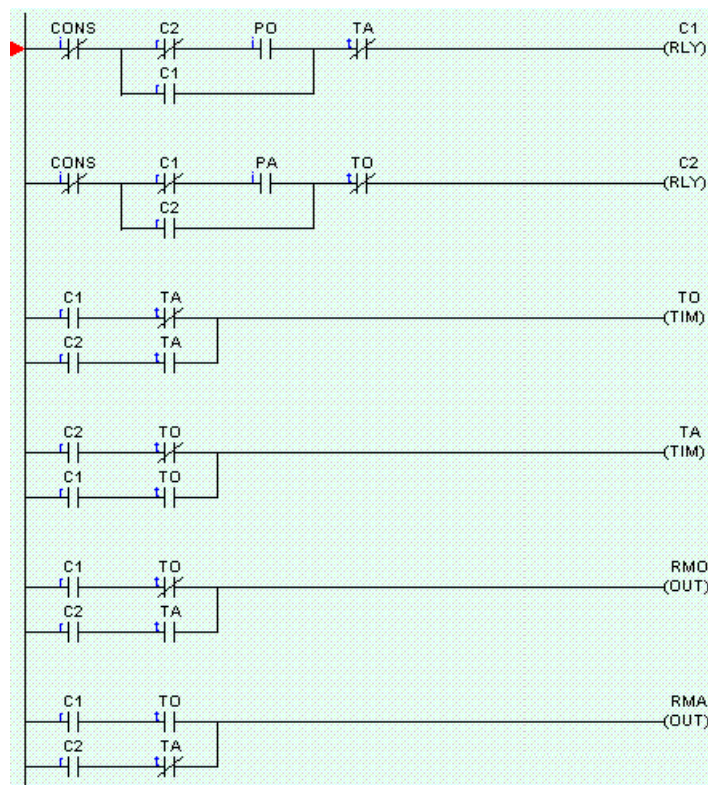 CONS C2 PO TA C1
i r i t (RLY)
C1
r
CONS C1 PA TO C2
i r i t (RLY)
C2
r
C1 TA TO
r t (TIM)
C2 TA
r t
C2 TO TA
r t (TIM)
C1 TO
r t
C1 TO RMO
r t (OUT)
C2 TA
r t
C1 TO RMA
r t (OUT)
C2 TA
r t